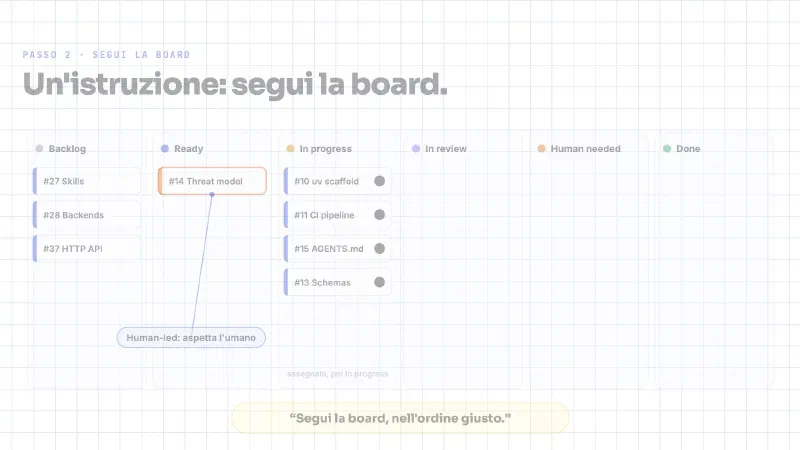 PASSO 2 · SEGUI LA BOARD
Un'istruzione: segui la board.
Backlog
Ready
In progress
In review
Human needed
Done
#27 Skills
#14 Threat model
#10 uv scaffold
#28 Backends
#11 CI pipeline
#37 HTTP API
#15 AGENTS.md
#13 Schemas
Human-led: aspetta l'umano
assegnate, poi in progress
“Segui la board, nell'ordine giusto.”